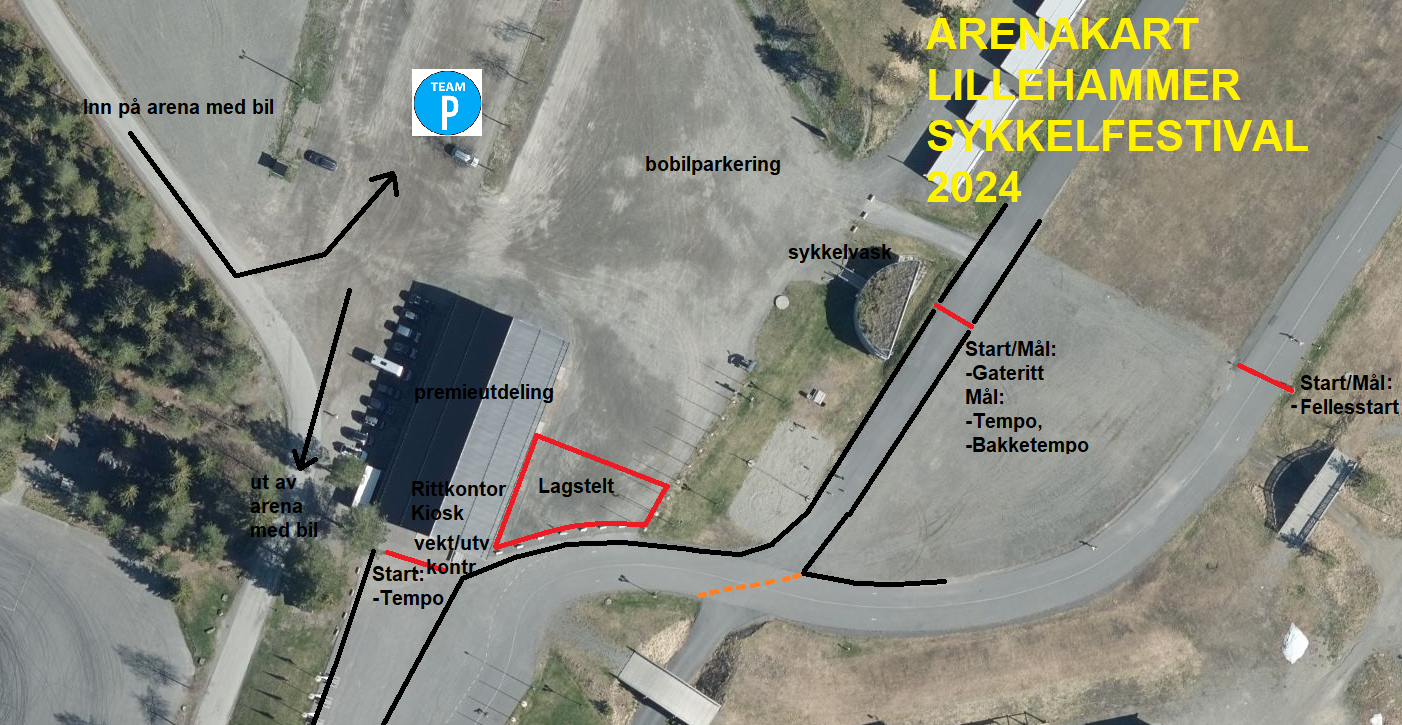 ARENAKART
LILLEHAMMER
SYKKELFESTIVAL
2024
Inn på arena med bil
TEAM
P
bobilparkering
sykkelvask
Start/Mål:
-Gateritt
Mål:
-Tempo,
-Bakketempo
Start/Mål:
-Fellesstart
premieutdeling
Lagstelt
Rittkontor
Kiosk
vekt/utv
kontr
ut av
arena
med bil
Start:
-Tempo